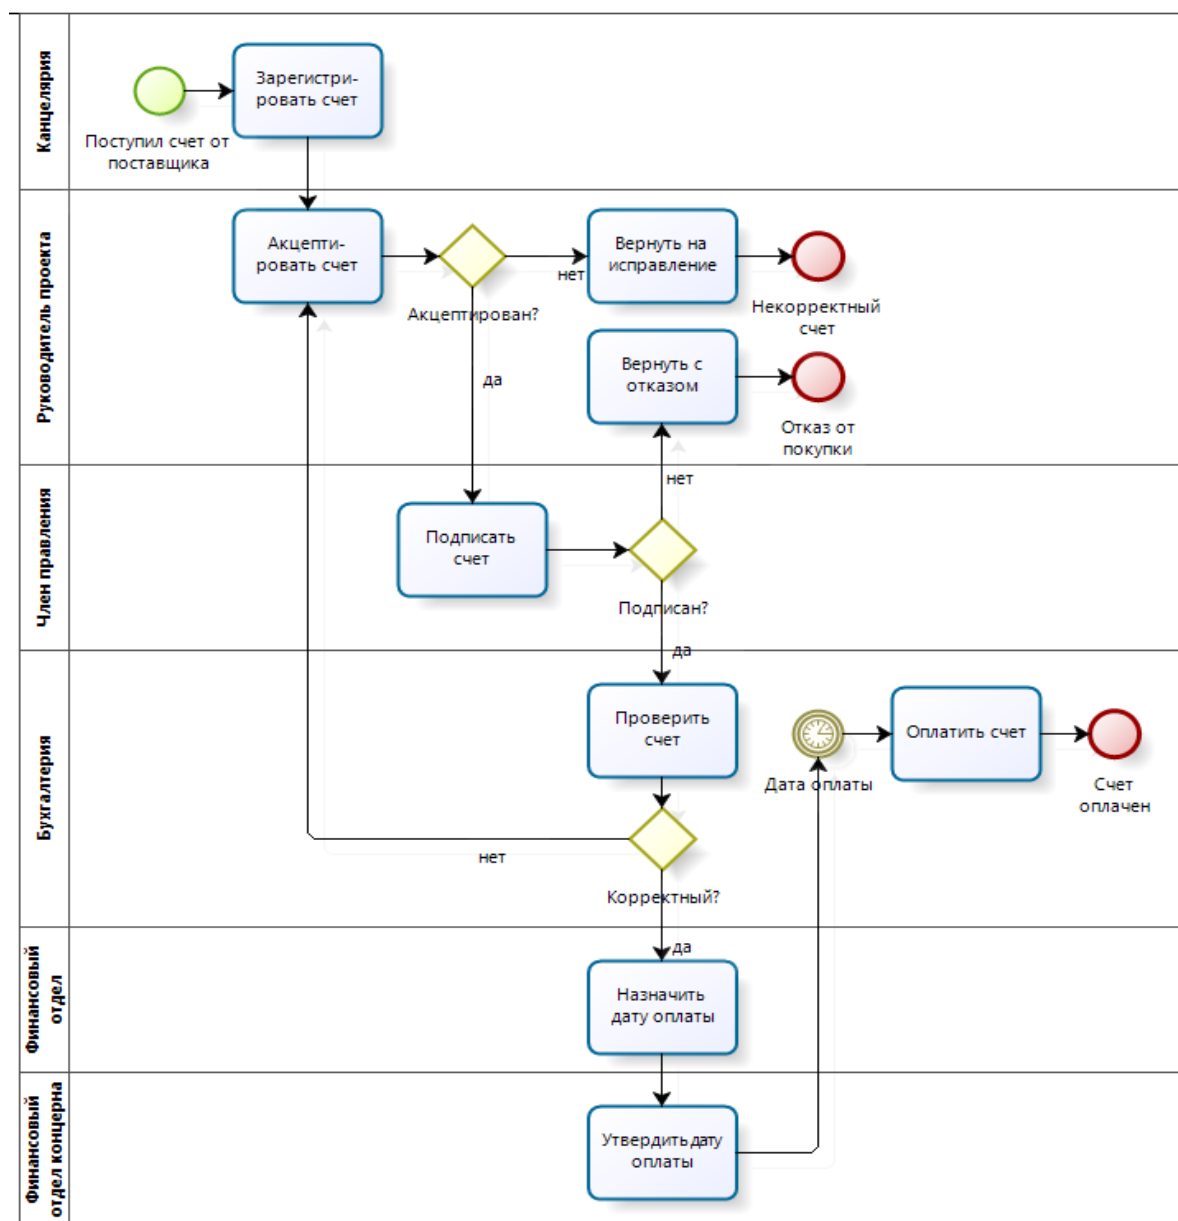 Канцелярия
Зарегистри-
ровать счет
Поступил счет от
поставщика
Руководитель проекта
Акцепти-
ровать счет
Акцептирован?
нет
Вернуть на
исправление
Некорректный
счет
да
Вернуть с
отказом
Отказ от
покупки
нет
Член правления
Подписать
счет
Подписан?
да
Бухгалтерия
Проверить
счет
Дата оплаты
Оплатить счет
Счет
оплачен
нет
Корректный?
да
Финансовый
отдел
Назначить
дату оплаты
Финансовый
отдел концерна
Утвердить дату
оплаты